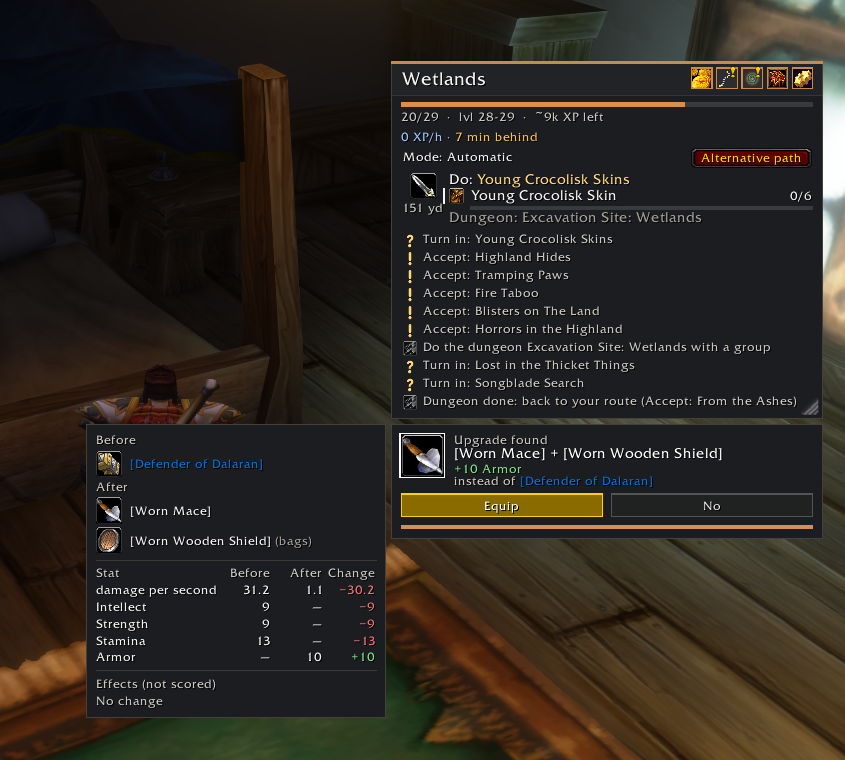 Wetlands
20/29 · lvl 28-29 · ~9k XP left
0 XP/h · 7 min behind
Mode: Automatic
Alternative path
Do: Young Crocolisk Skins
Young Crocolisk Skin 0/6
151 yd
Dungeon: Excavation Site: Wetlands
Turn in: Young Crocolisk Skins
Accept: Highland Hides
Accept: Tramping Paws
Accept: Fire Taboo
Accept: Blisters on The Land
Accept: Horrors in the Highland
Do the dungeon Excavation Site: Wetlands with a group
Turn in: Lost in the Thicket Things
Turn in: Songblade Search
Dungeon done: back to your route (Accept: From the Ashes)
Upgrade found
[Worn Mace] + [Worn Wooden Shield]
+10 Armor
instead of [Defender of Dalaran]
Equip
No
Before
[Defender of Dalaran]
After
[Worn Mace]
[Worn Wooden Shield] (bags)
Stat Before After Change
damage per second 31.2 1.1 −30.2
Intellect 9 — −9
Strength 9 — −9
Stamina 13 — −13
Armor — 10 +10
Effects (not scored)
No change